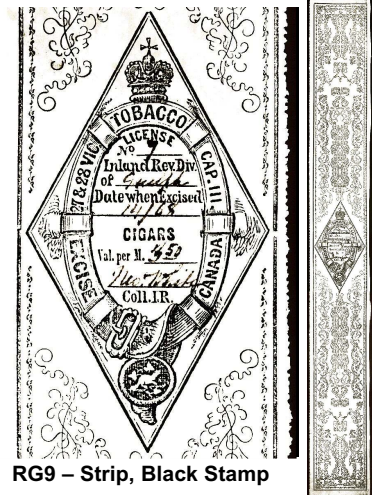 TOBACCO
27 & 28 VIC.
CAP. III.
EXCISE
CANADA
LICENSE
No
Inland Rev. Div.
of
Date when Excised
CIGARS
Val. per M.
Coll. I.R.
RG9 – Strip, Black Stamp